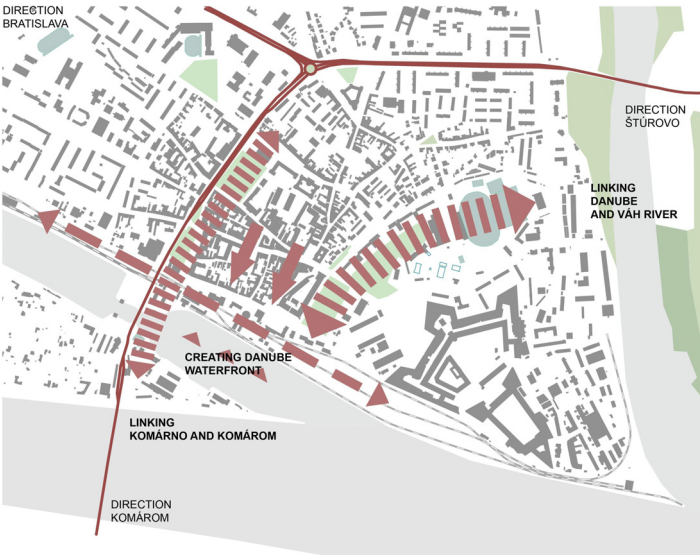 DIRECTION
BRATISLAVA
DIRECTION
ŠTÚROVO
LINKING
DANUBE
AND VÁH RIVER
CREATING DANUBE
WATERFRONT
LINKING
KOMÁRNO AND KOMÁROM
DIRECTION
KOMÁROM